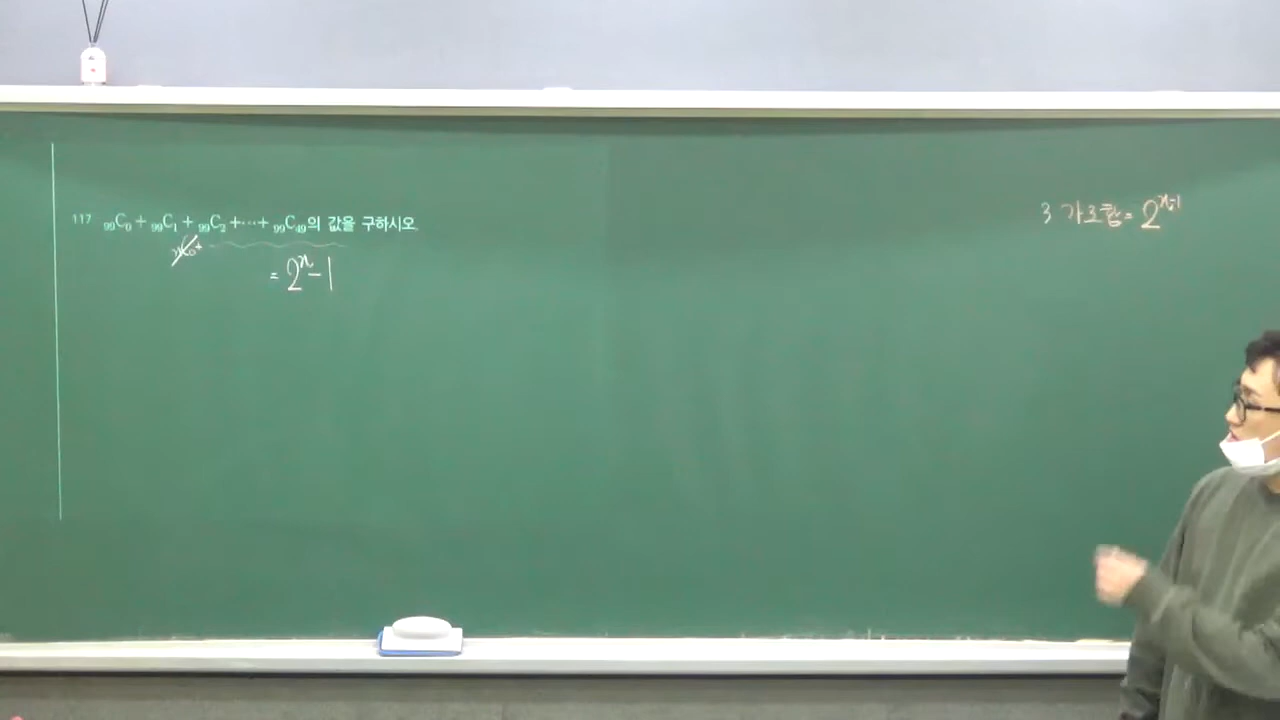 117 ₉₉C₀ + ₉₉C₁ + ₉₉C₂ +⋯+ ₉₉C₄₉의 값을 구하시오.
= 2ⁿ-1
3 가로합 = 2ⁿ⁻¹